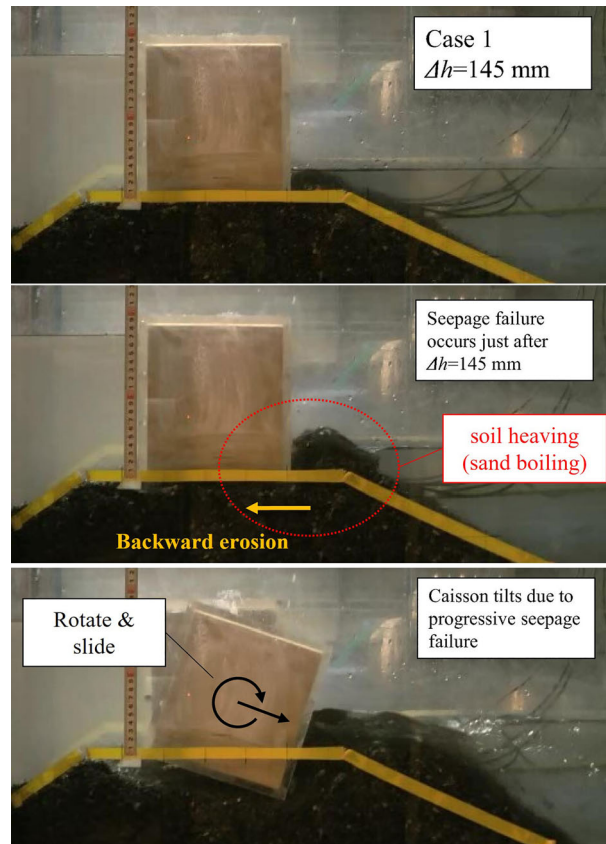 Case 1
Δh=145 mm
Seepage failure
occurs just after
Δh=145 mm
soil heaving
(sand boiling)
Backward erosion
Rotate &
slide
Caisson tilts due to
progressive seepage
failure